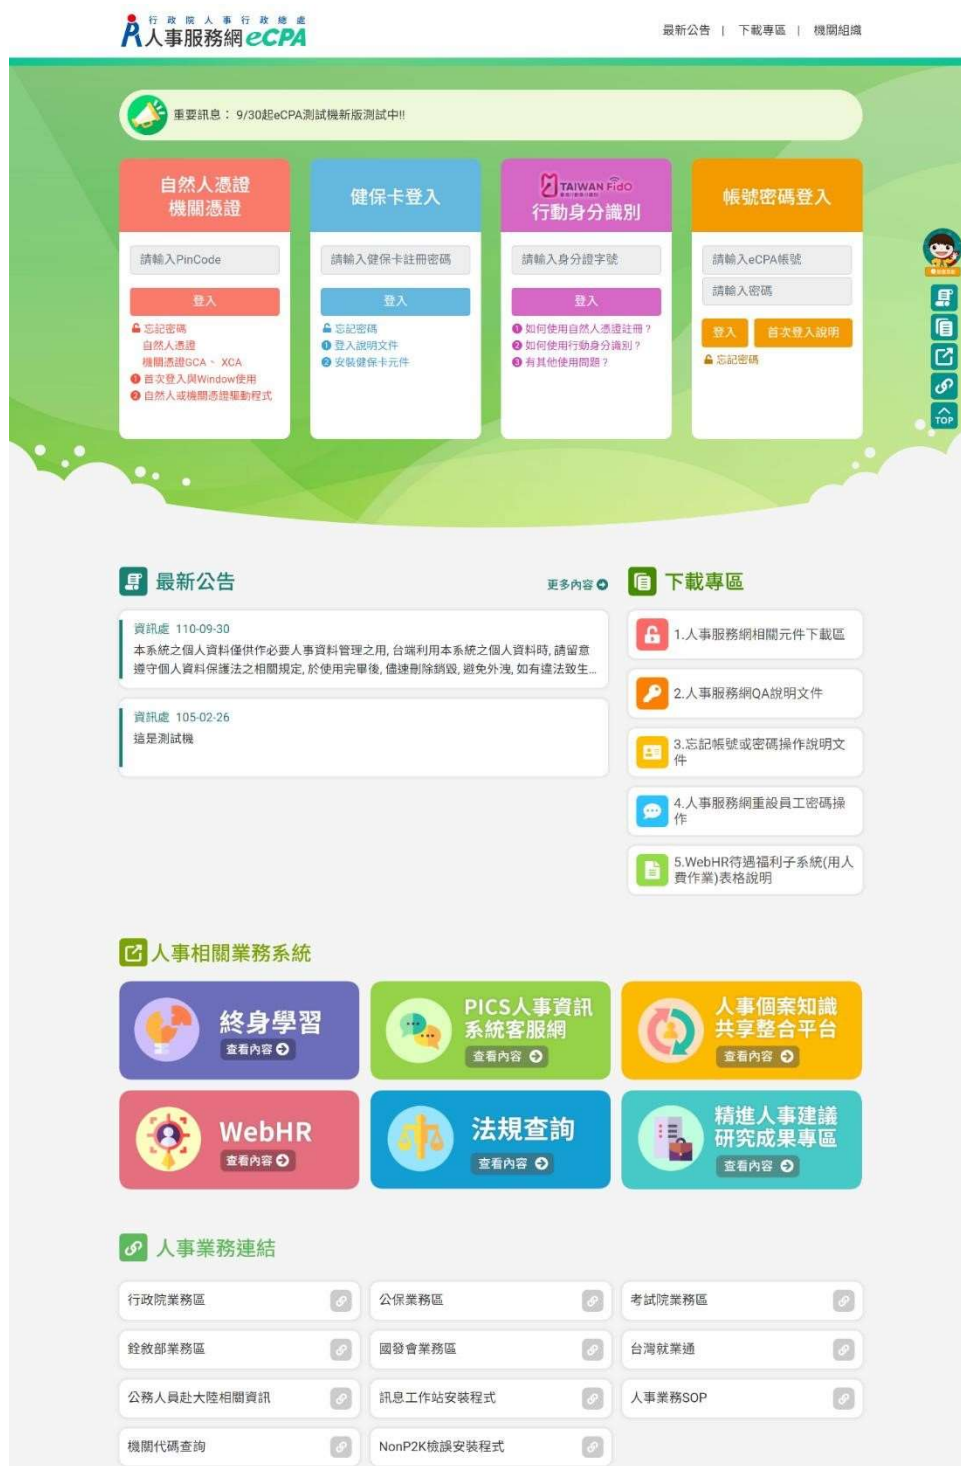 行政院人事行政總處
人事服務網eCPA
最新公告 | 下載專區 | 機關組織
重要訊息：9/30起eCPA測試機新版測試中!!
自然人憑證
機關憑證
請輸入PinCode
登入
忘記密碼
自然人憑證
機關憑證GCA、XCA
1 首次登入與Window使用
2 自然人或機關憑證驅動程式
健保卡登入
請輸入健保卡註冊密碼
登入
忘記密碼
1 登入說明文件
2 安裝健保卡元件
TAIWAN FidO
行動身分識別
請輸入身分證字號
登入
1 如何使用自然人憑證註冊？
2 如何使用行動身分識別？
3 有其他使用問題？
帳號密碼登入
請輸入eCPA帳號
請輸入密碼
登入 首次登入說明
忘記密碼
TOP
最新公告
更多內容
資訊處 110-09-30
本系統之個人資料僅供作必要人事資料管理之用, 台端利用本系統之個人資料時, 請留意
遵守個人資料保護法之相關規定, 於使用完畢後, 儘速刪除銷毀, 避免外洩, 如有違法致生...
資訊處 105-02-26
這是測試機
下載專區
1.人事服務網相關元件下載區
2.人事服務網QA說明文件
3.忘記帳號或密碼操作說明文
件
4.人事服務網重設員工密碼操
作
5.WebHR待遇福利子系統(用人
費作業)表格說明
人事相關業務系統
終身學習
查看內容
PICS人事資訊
系統客服網
查看內容
人事個案知識
共享整合平台
查看內容
WebHR
查看內容
法規查詢
查看內容
精進人事建議
研究成果專區
查看內容
人事業務連結
行政院業務區
公保業務區
考試院業務區
銓敘部業務區
國發會業務區
台灣就業通
公務人員赴大陸相關資訊
訊息工作站安裝程式
人事業務SOP
機關代碼查詢
NonP2K檢誤安裝程式